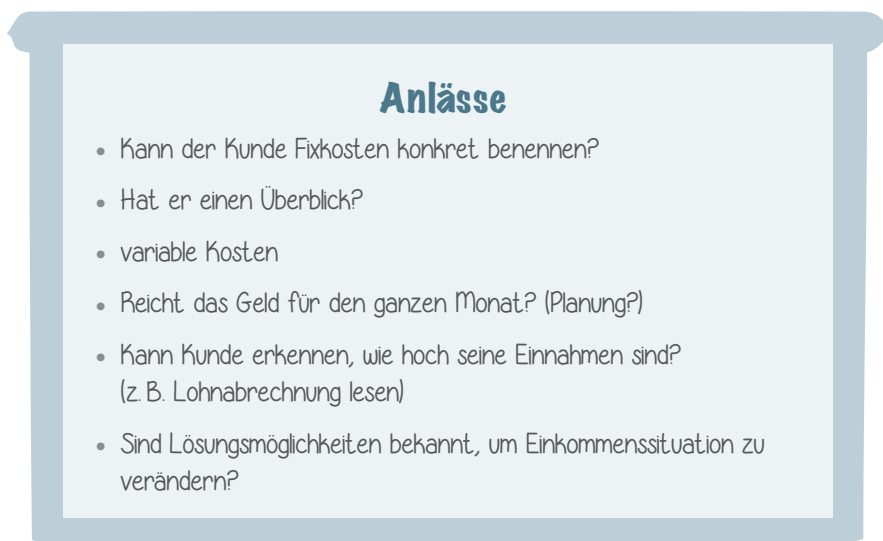 Anlässe
• Kann der Kunde Fixkosten konkret benennen?
• Hat er einen Überblick?
• variable Kosten
• Reicht das Geld für den ganzen Monat? (Planung?)
• Kann Kunde erkennen, wie hoch seine Einnahmen sind?
(z. B. Lohnabrechnung lesen)
• Sind Lösungsmöglichkeiten bekannt, um Einkommenssituation zu
verändern?